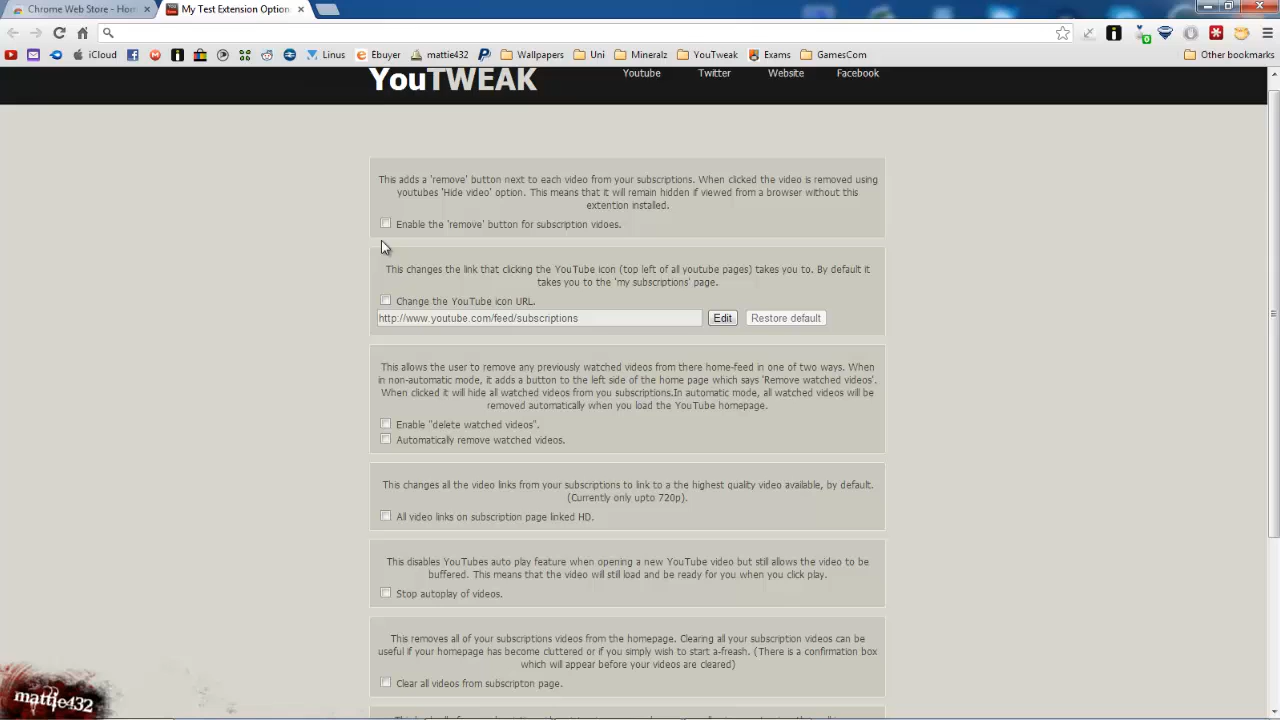 Chrome Web Store - Hom
My Test Extension Option
iCloud
Linus
Ebuyer
mattie432
Wallpapers
Uni
Mineralz
YouTweak
Exams
GamesCom
Other bookmarks
YouTWEAK
Youtube
Twitter
Website
Facebook
This adds a 'remove' button next to each video from your subscriptions. When clicked the video is removed using
youtubes 'Hide video' option. This means that it will remain hidden if viewed from a browser without this
extention installed.
Enable the 'remove' button for subscription vidoes.
This changes the link that clicking the YouTube icon (top left of all youtube pages) takes you to. By default it
takes you to the 'my subscriptions' page.
Change the YouTube icon URL.
http://www.youtube.com/feed/subscriptions
Edit
Restore default
This allows the user to remove any previously watched videos from there home-feed in one of two ways. When
in non-automatic mode, it adds a button to the left side of the home page which says 'Remove watched videos'.
When clicked it will hide all watched videos from you subscriptions.In automatic mode, all watched videos will be
removed automatically when you load the YouTube homepage.
Enable "delete watched videos".
Automatically remove watched videos.
This changes all the video links from your subscriptions to link to a the highest quality video available, by default.
(Currently only upto 720p).
All video links on subscription page linked HD.
This disables YouTubes auto play feature when opening a new YouTube video but still allows the video to be
buffered. This means that the video will still load and be ready for you when you click play.
Stop autoplay of videos.
This removes all of your subscriptions videos from the homepage. Clearing all your subscription videos can be
useful if your homepage has become cluttered or if you simply wish to start a-freash. (There is a confirmation box
which will appear before your videos are cleared)
Clear all videos from subscripton page.
mattie432